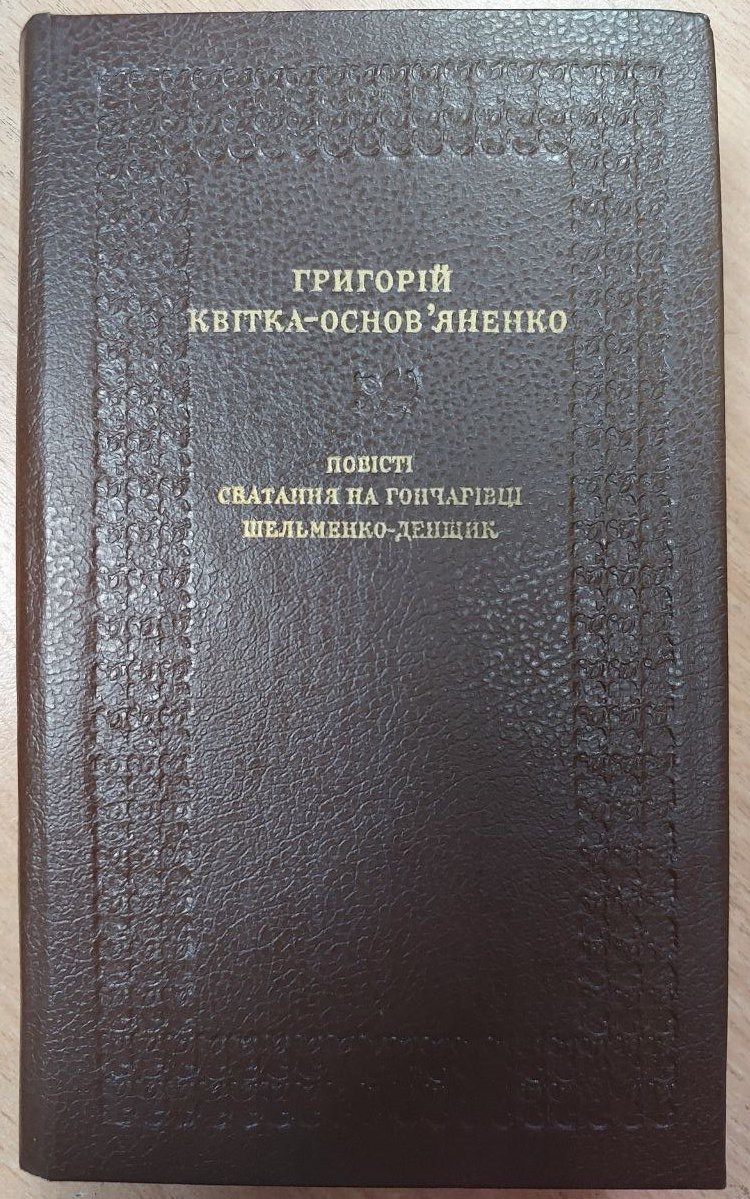 ГРИГОРІЙ
КВІТКА-ОСНОВ’ЯНЕНКО
ПОВІСТІ
СВАТАННЯ НА ГОНЧАРІВЦІ
ШЕЛЬМЕНКО-ДЕНЩИК